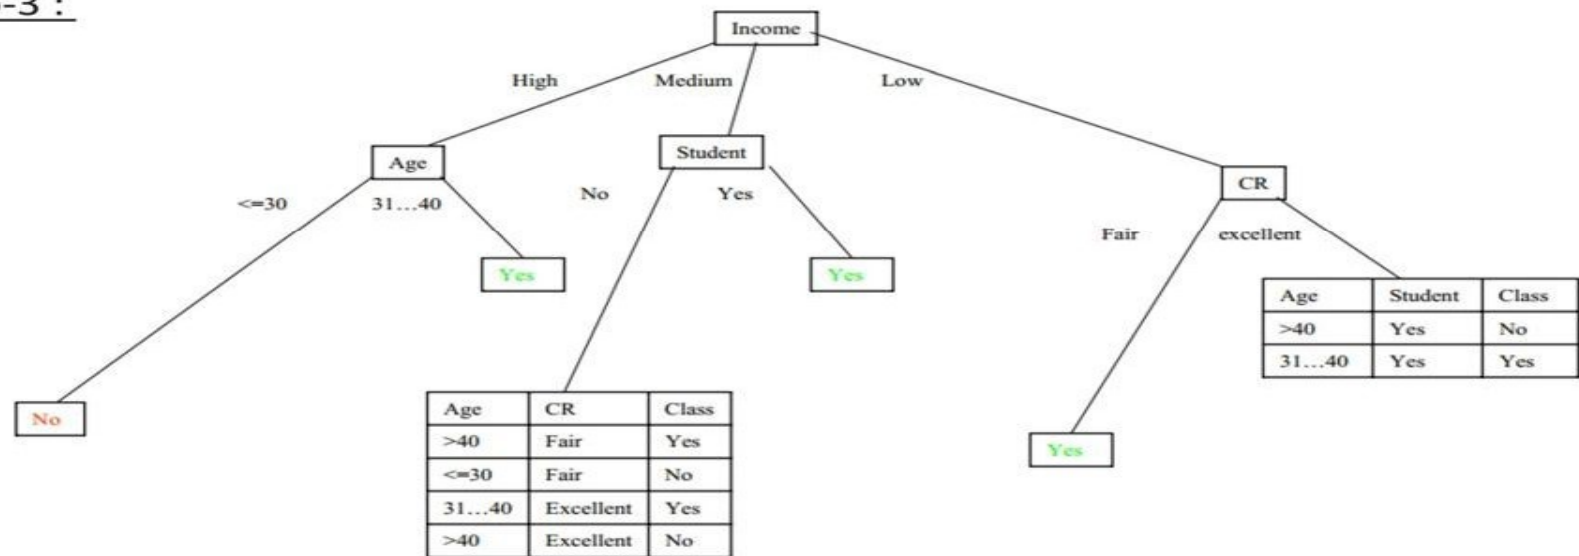 -3 :
Income
High Medium Low
Age
Student
CR
<=30 31...40
No Yes
Fair excellent
Yes
Yes
Age Student Class
>40 Yes No
31...40 Yes Yes
No
Age CR Class
>40 Fair Yes
<=30 Fair No
31...40 Excellent Yes
>40 Excellent No
Yes